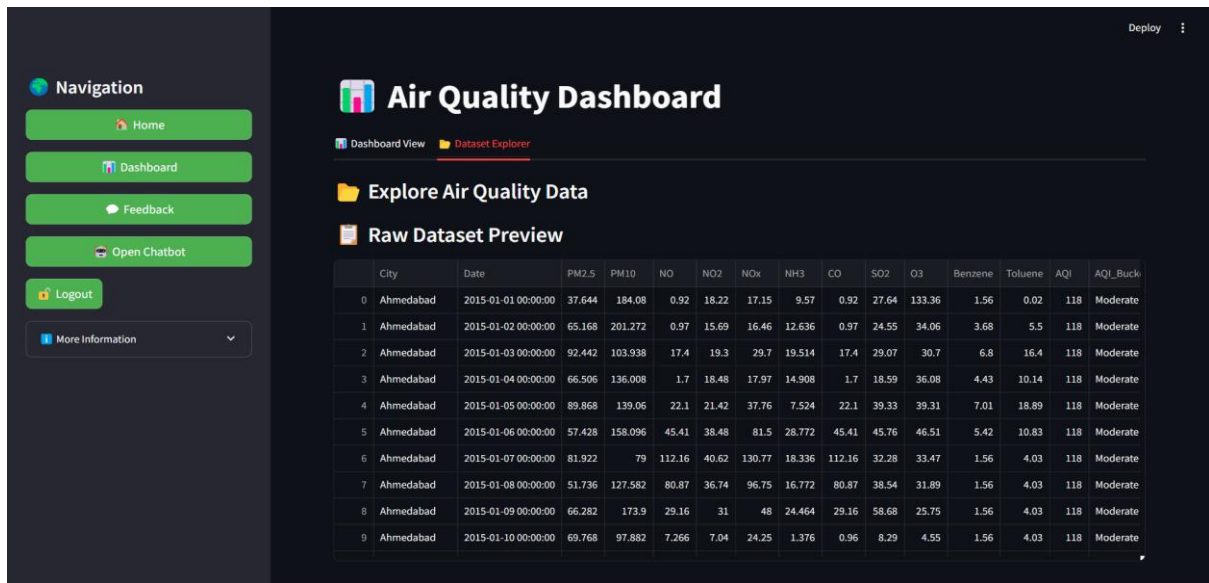 Deploy
Navigation
Home
Dashboard
Feedback
Open Chatbot
Logout
More Information
Air Quality Dashboard
Dashboard View Dataset Explorer
Explore Air Quality Data
Raw Dataset Preview
City Date PM2.5 PM10 NO NO2 NOx NH3 CO SO2 O3 Benzene Toluene AQI AQI_Buck
0 Ahmedabad 2015-01-01 00:00:00 37.644 184.08 0.92 18.22 17.15 9.57 0.92 27.64 133.36 1.56 0.02 118 Moderate
1 Ahmedabad 2015-01-02 00:00:00 65.168 201.272 0.97 15.69 16.46 12.636 0.97 24.55 34.06 3.68 5.5 118 Moderate
2 Ahmedabad 2015-01-03 00:00:00 92.442 103.938 17.4 19.3 29.7 19.514 17.4 29.07 30.7 6.8 16.4 118 Moderate
3 Ahmedabad 2015-01-04 00:00:00 66.506 136.008 1.7 18.48 17.97 14.908 1.7 18.59 36.08 4.43 10.14 118 Moderate
4 Ahmedabad 2015-01-05 00:00:00 89.868 139.06 22.1 21.42 37.76 7.524 22.1 39.33 39.31 7.01 18.89 118 Moderate
5 Ahmedabad 2015-01-06 00:00:00 57.428 158.096 45.41 38.48 81.5 28.772 45.41 45.76 46.51 5.42 10.83 118 Moderate
6 Ahmedabad 2015-01-07 00:00:00 81.922 79 112.16 40.62 130.77 18.336 112.16 32.28 33.47 1.56 4.03 118 Moderate
7 Ahmedabad 2015-01-08 00:00:00 51.736 127.582 80.87 36.74 96.75 16.772 80.87 38.54 31.89 1.56 4.03 118 Moderate
8 Ahmedabad 2015-01-09 00:00:00 66.282 173.9 29.16 31 48 24.464 29.16 58.68 25.75 1.56 4.03 118 Moderate
9 Ahmedabad 2015-01-10 00:00:00 69.768 97.882 7.266 7.04 24.25 1.376 0.96 8.29 4.55 1.56 4.03 118 Moderate